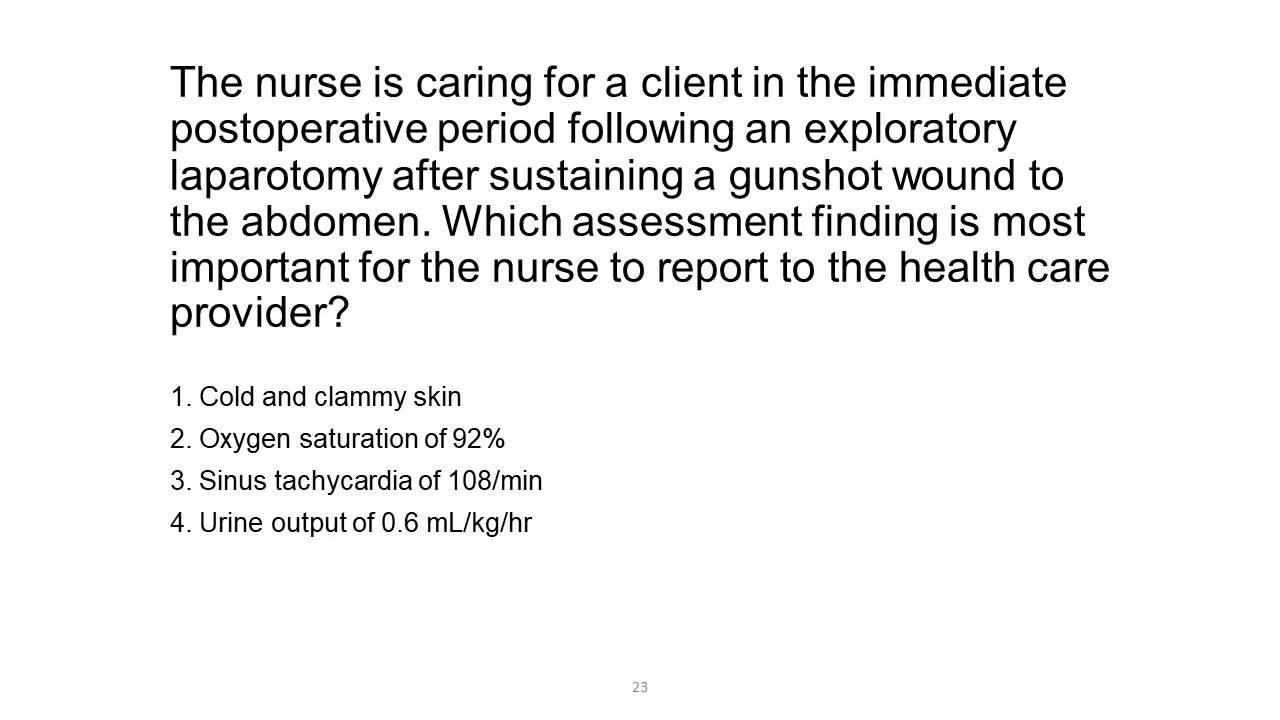 The nurse is caring for a client in the immediate
postoperative period following an exploratory
laparotomy after sustaining a gunshot wound to
the abdomen. Which assessment finding is most
important for the nurse to report to the health care
provider?
1. Cold and clammy skin
2. Oxygen saturation of 92%
3. Sinus tachycardia of 108/min
4. Urine output of 0.6 mL/kg/hr
23